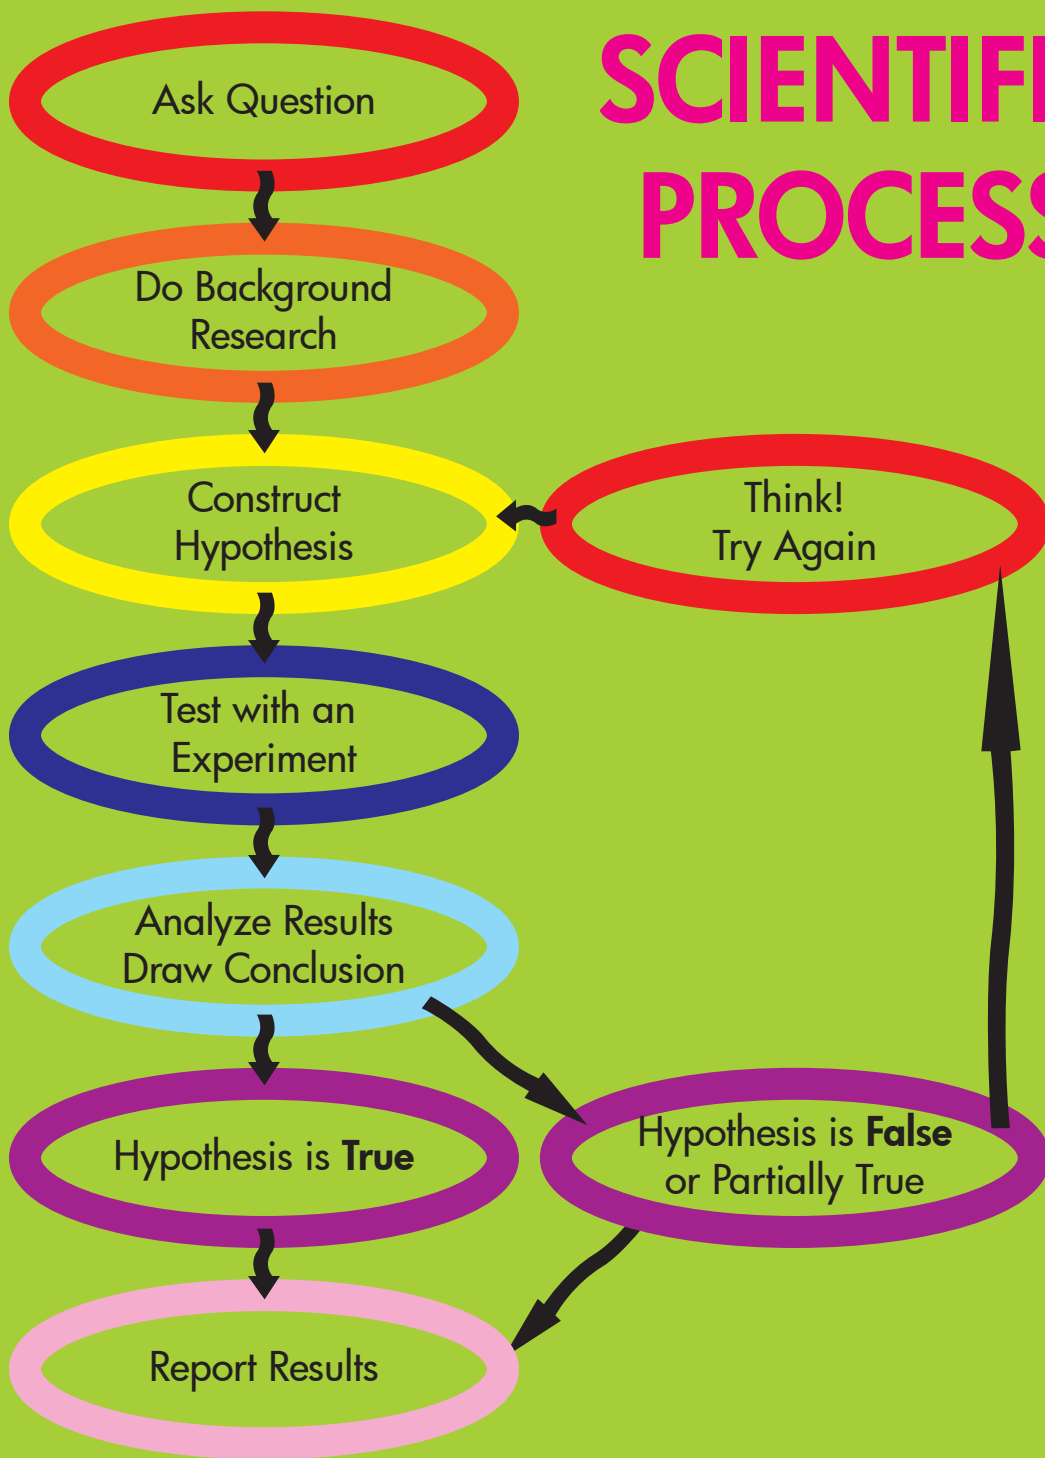 SCIENTIFI
PROCESS
Ask Question
Do Background
Research
Construct
Hypothesis
Think!
Try Again
Test with an
Experiment
Analyze Results
Draw Conclusion
Hypothesis is True
Hypothesis is False
or Partially True
Report Results